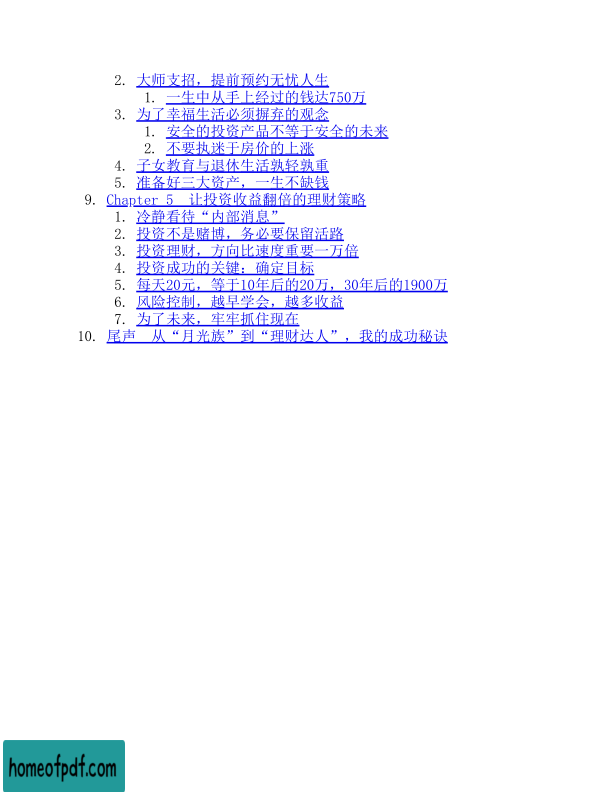 2. 大师支招，提前预约无忧人生
1. 一生中从手上经过的钱达750万
3. 为了幸福生活必须摒弃的观念
1. 安全的投资产品不等于安全的未来
2. 不要执迷于房价的上涨
4. 子女教育与退休生活孰轻孰重
5. 准备好三大资产，一生不缺钱
9. Chapter 5　让投资收益翻倍的理财策略
1. 冷静看待“内部消息”
2. 投资不是赌博，务必要保留活路
3. 投资理财，方向比速度重要一万倍
4. 投资成功的关键：确定目标
5. 每天20元，等于10年后的20万，30年后的1900万
6. 风险控制，越早学会，越多收益
7. 为了未来，牢牢抓住现在
10. 尾声　从“月光族”到“理财达人”，我的成功秘诀
homeofpdf.com